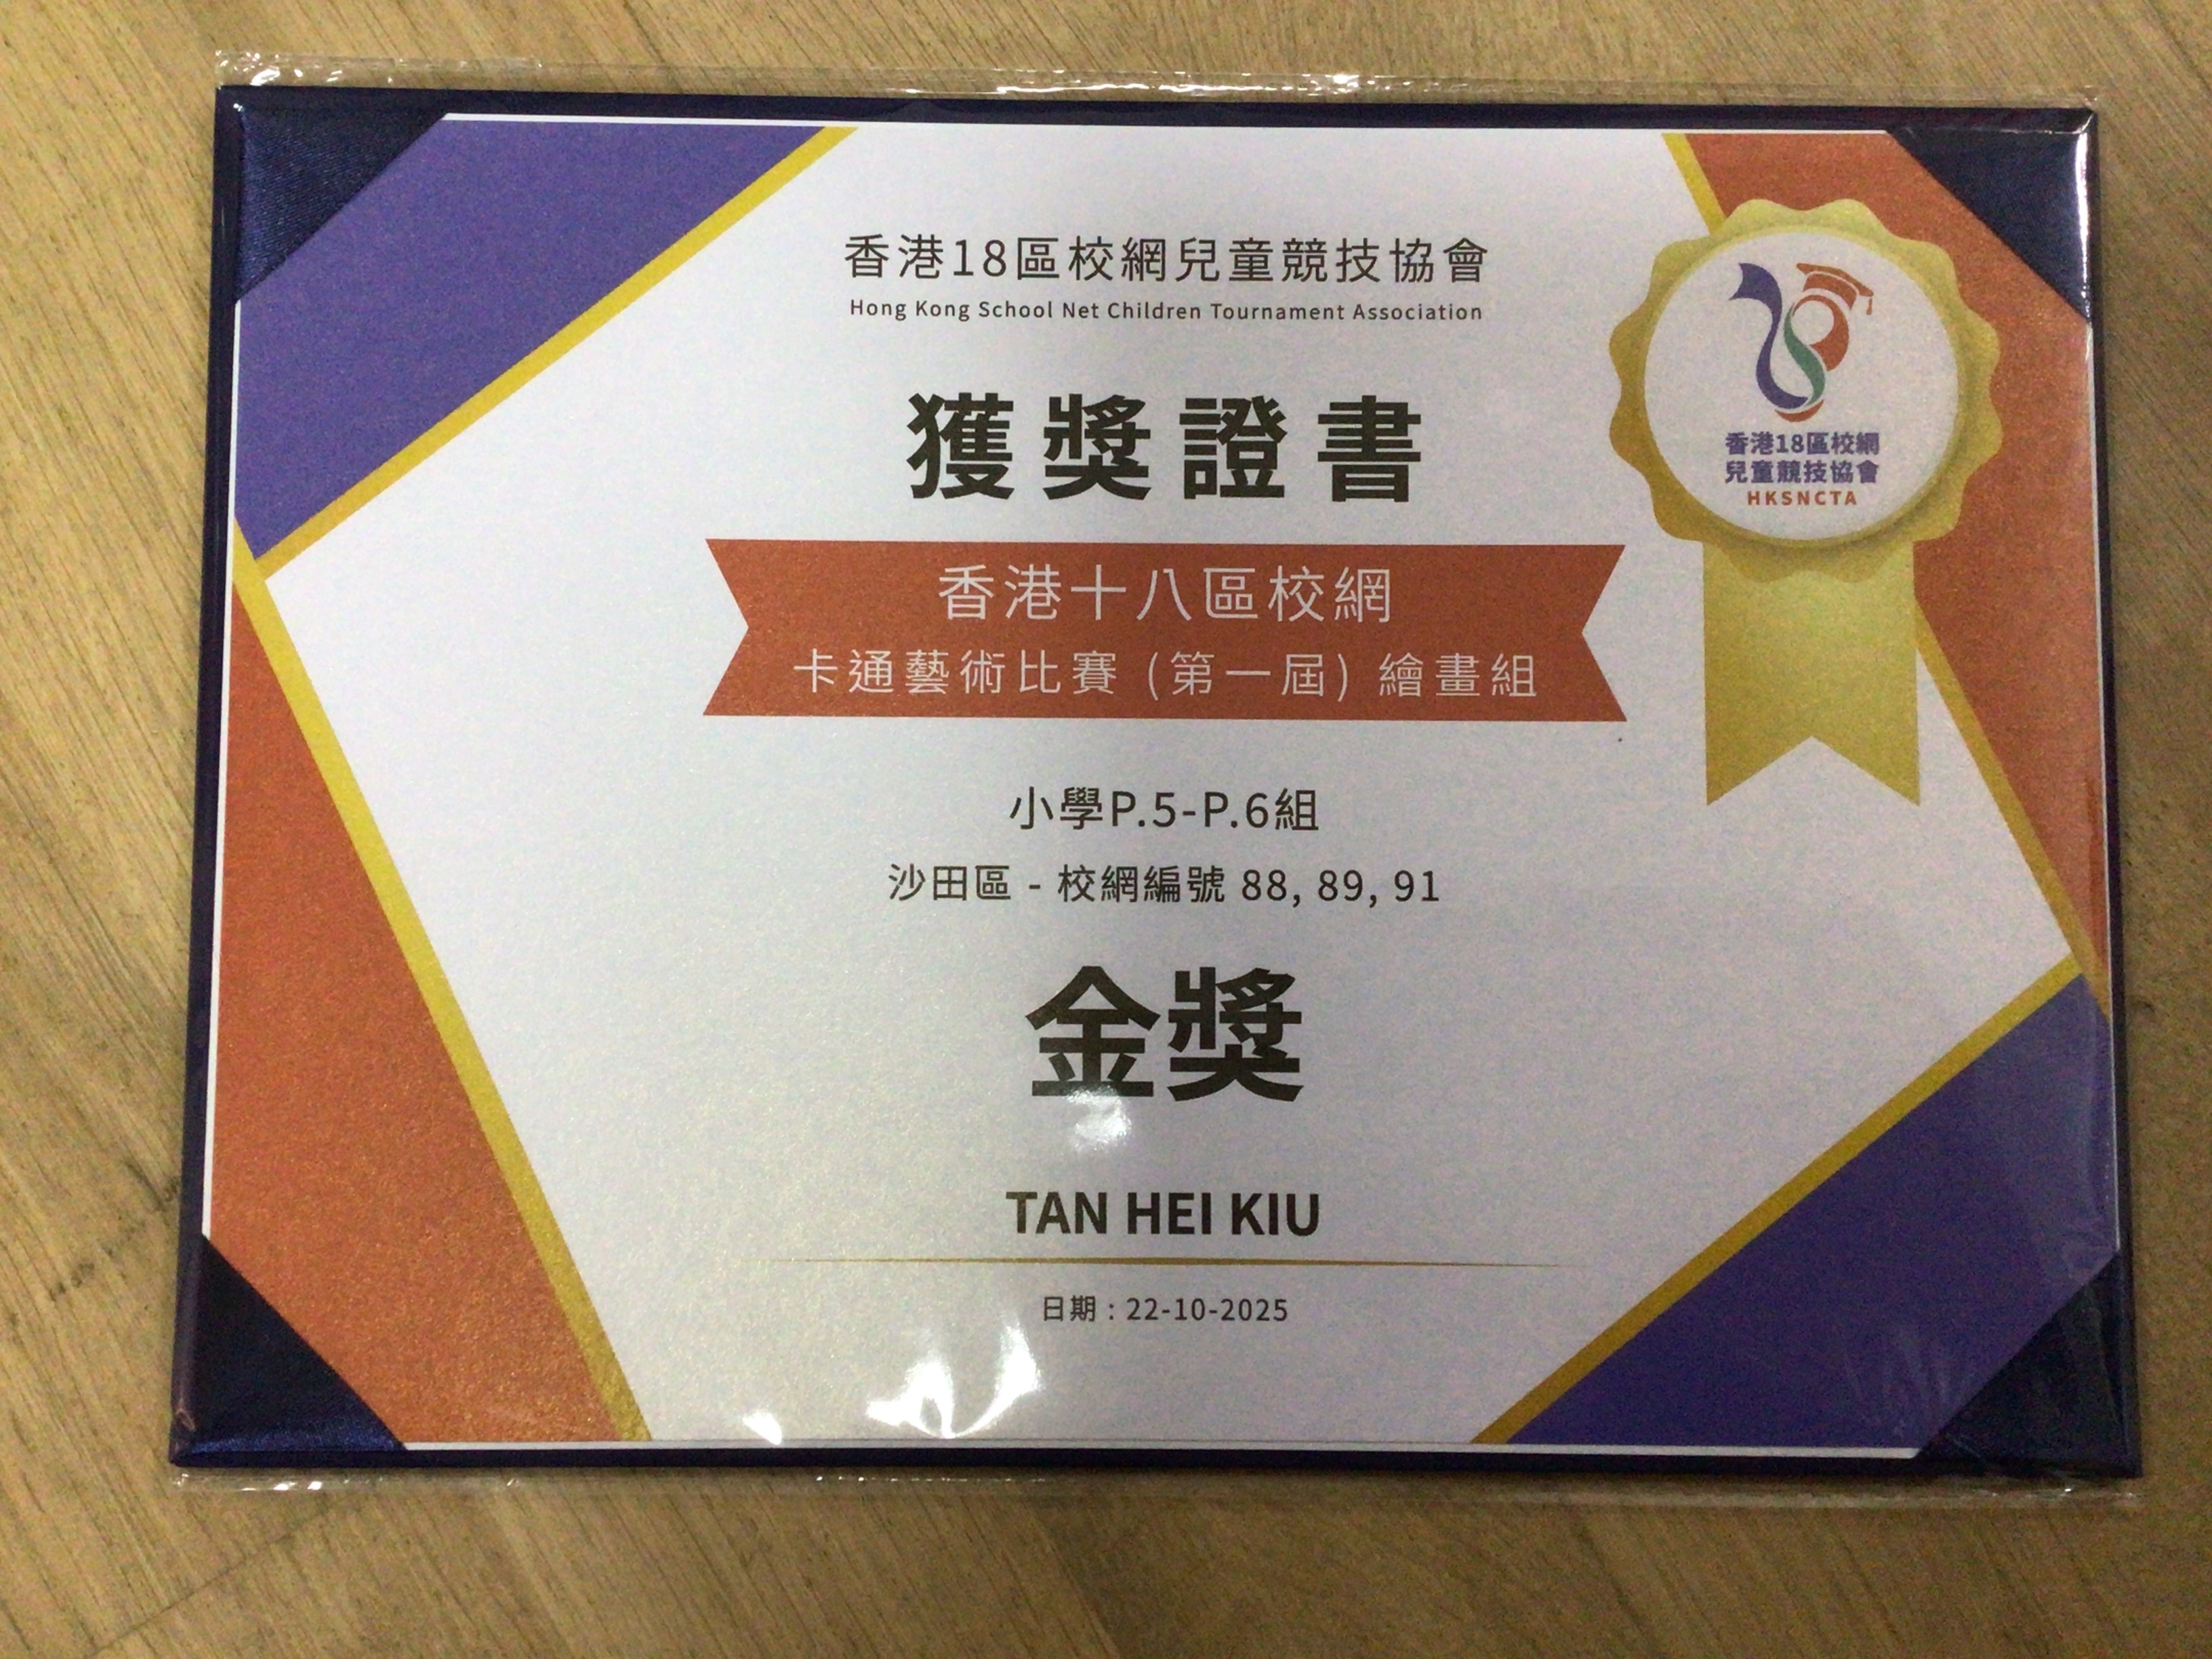 香港18區校網兒童競技協會
Hong Kong School Net Children Tournament Association
獲獎證書
香港十八區校網
卡通藝術比賽 (第一屆) 繪畫組
小學P.5-P.6組
沙田區 - 校網編號 88, 89, 91
金獎
TAN HEI KIU
日期 : 22-10-2025
香港18區校網
兒童競技協會
HKSNCTA